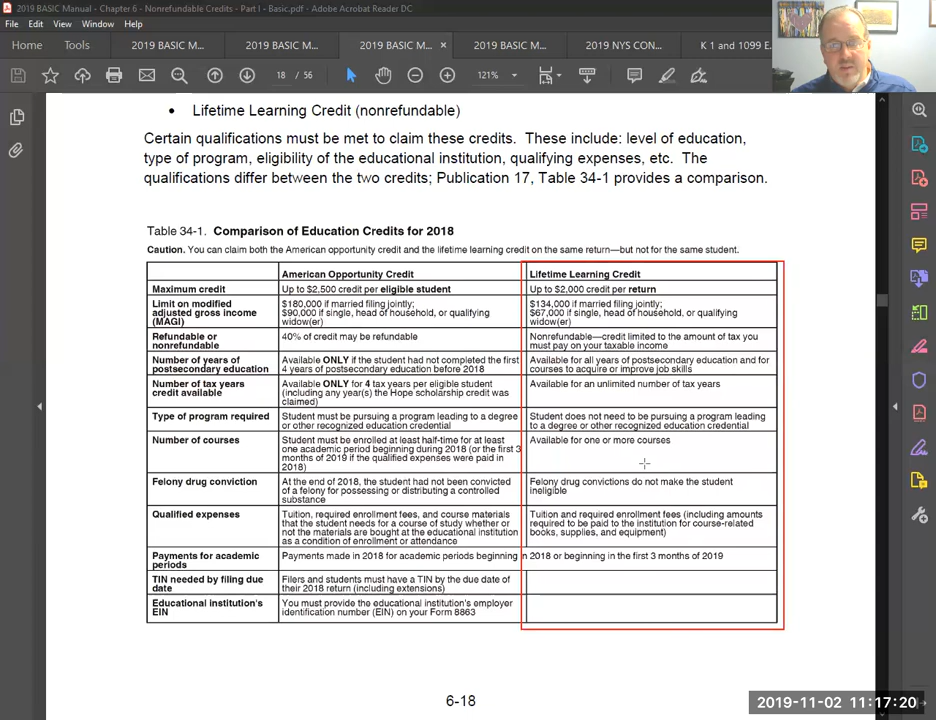 2019 BASIC Manual - Chapter 6 - Nonrefundable Credits - Part I - Basic.pdf - Adobe Acrobat Reader DC
File Edit View Window Help
Home Tools 2019 BASIC M... 2019 BASIC M... 2019 BASIC M... × 2019 BASIC M... 2019 NYS CON... K 1 and 1099 E.
18 / 56 121%
• Lifetime Learning Credit (nonrefundable)
Certain qualifications must be met to claim these credits. These include: level of education,
type of program, eligibility of the educational institution, qualifying expenses, etc. The
qualifications differ between the two credits; Publication 17, Table 34-1 provides a comparison.
Table 34-1. Comparison of Education Credits for 2018
Caution. You can claim both the American opportunity credit and the lifetime learning credit on the same return—but not for the same student.
American Opportunity Credit Lifetime Learning Credit
Maximum credit Up to $2,500 credit per eligible student Up to $2,000 credit per return
Limit on modified
adjusted gross income
(MAGI)
$180,000 if married filing jointly;
$90,000 if single, head of household, or qualifying
widow(er)
$134,000 if married filing jointly;
$67,000 if single, head of household, or qualifying
widow(er)
Refundable or
nonrefundable
40% of credit may be refundable
Nonrefundable—credit limited to the amount of tax you
must pay on your taxable income
Number of years of
postsecondary education
Available ONLY if the student had not completed the first
4 years of postsecondary education before 2018
Available for all years of postsecondary education and for
courses to acquire or improve job skills
Number of tax years
credit available
Available ONLY for 4 tax years per eligible student
(including any year(s) the Hope scholarship credit was
claimed)
Available for an unlimited number of tax years
Type of program required
Student must be pursuing a program leading to a degree
or other recognized education credential
Student does not need to be pursuing a program leading
to a degree or other recognized education credential
Number of courses
Student must be enrolled at least half-time for at least
one academic period beginning during 2018 (or the first 3
months of 2019 if the qualified expenses were paid in
2018)
Available for one or more courses
Felony drug conviction
At the end of 2018, the student had not been convicted
of a felony for possessing or distributing a controlled
substance
Felony drug convictions do not make the student
ineligible
Qualified expenses
Tuition, required enrollment fees, and course materials
that the student needs for a course of study whether or
not the materials are bought at the educational institution
as a condition of enrollment or attendance
Tuition and required enrollment fees (including amounts
required to be paid to the institution for course-related
books, supplies, and equipment)
Payments for academic
periods
Payments made in 2018 for academic periods beginning in 2018 or beginning in the first 3 months of 2019
TIN needed by filing due
date
Filers and students must have a TIN by the due date of
their 2018 return (including extensions)
Educational institution's
EIN
You must provide the educational institution's employer
identification number (EIN) on your Form 8863
6-18
2019-11-02 11:17:20